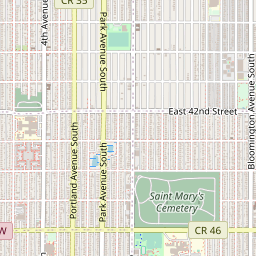 CR 35
4th Avenue
Park Avenue South
East 42nd Street
Bloomington Avenue South
Portland Avenue South
Park Avenue South
Saint Mary's
Cemetery
W
CR 46